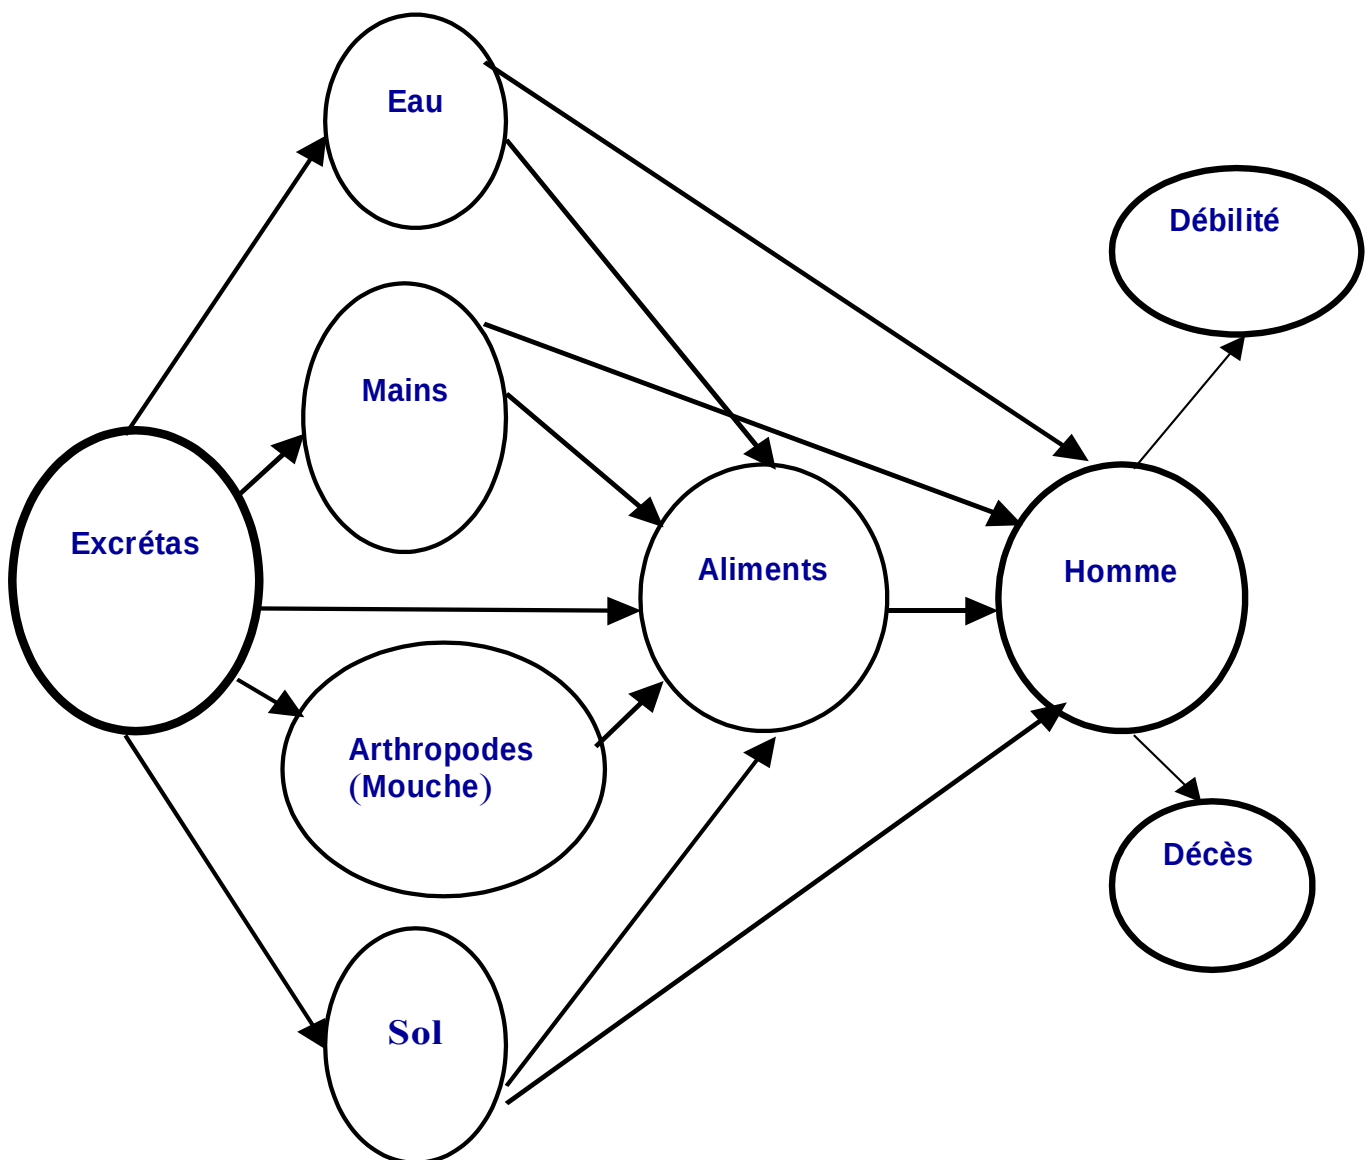 Eau
Débilité
Mains
Excrétas
Aliments
Homme
Arthropodes
(Mouche)
Décès
Sol